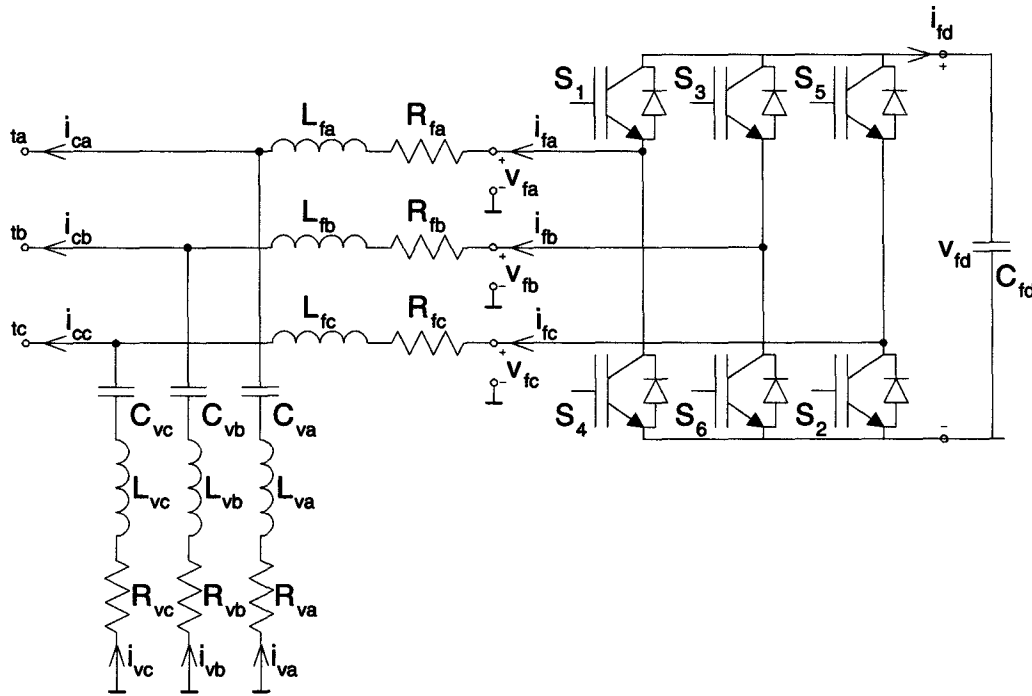 i_fd
+
S_1
S_3
S_5
ta
i_ca
L_fa
R_fa
i_fa
+
v_fa
-
tb
i_cb
L_fb
R_fb
i_fb
+
v_fb
-
v_fd
C_fd
tc
i_cc
L_fc
R_fc
i_fc
+
v_fc
-
C_vc
C_vb
C_va
S_4
S_6
S_2
-
L_vc
L_vb
L_va
R_vc
R_vb
R_va
i_vc
i_vb
i_va